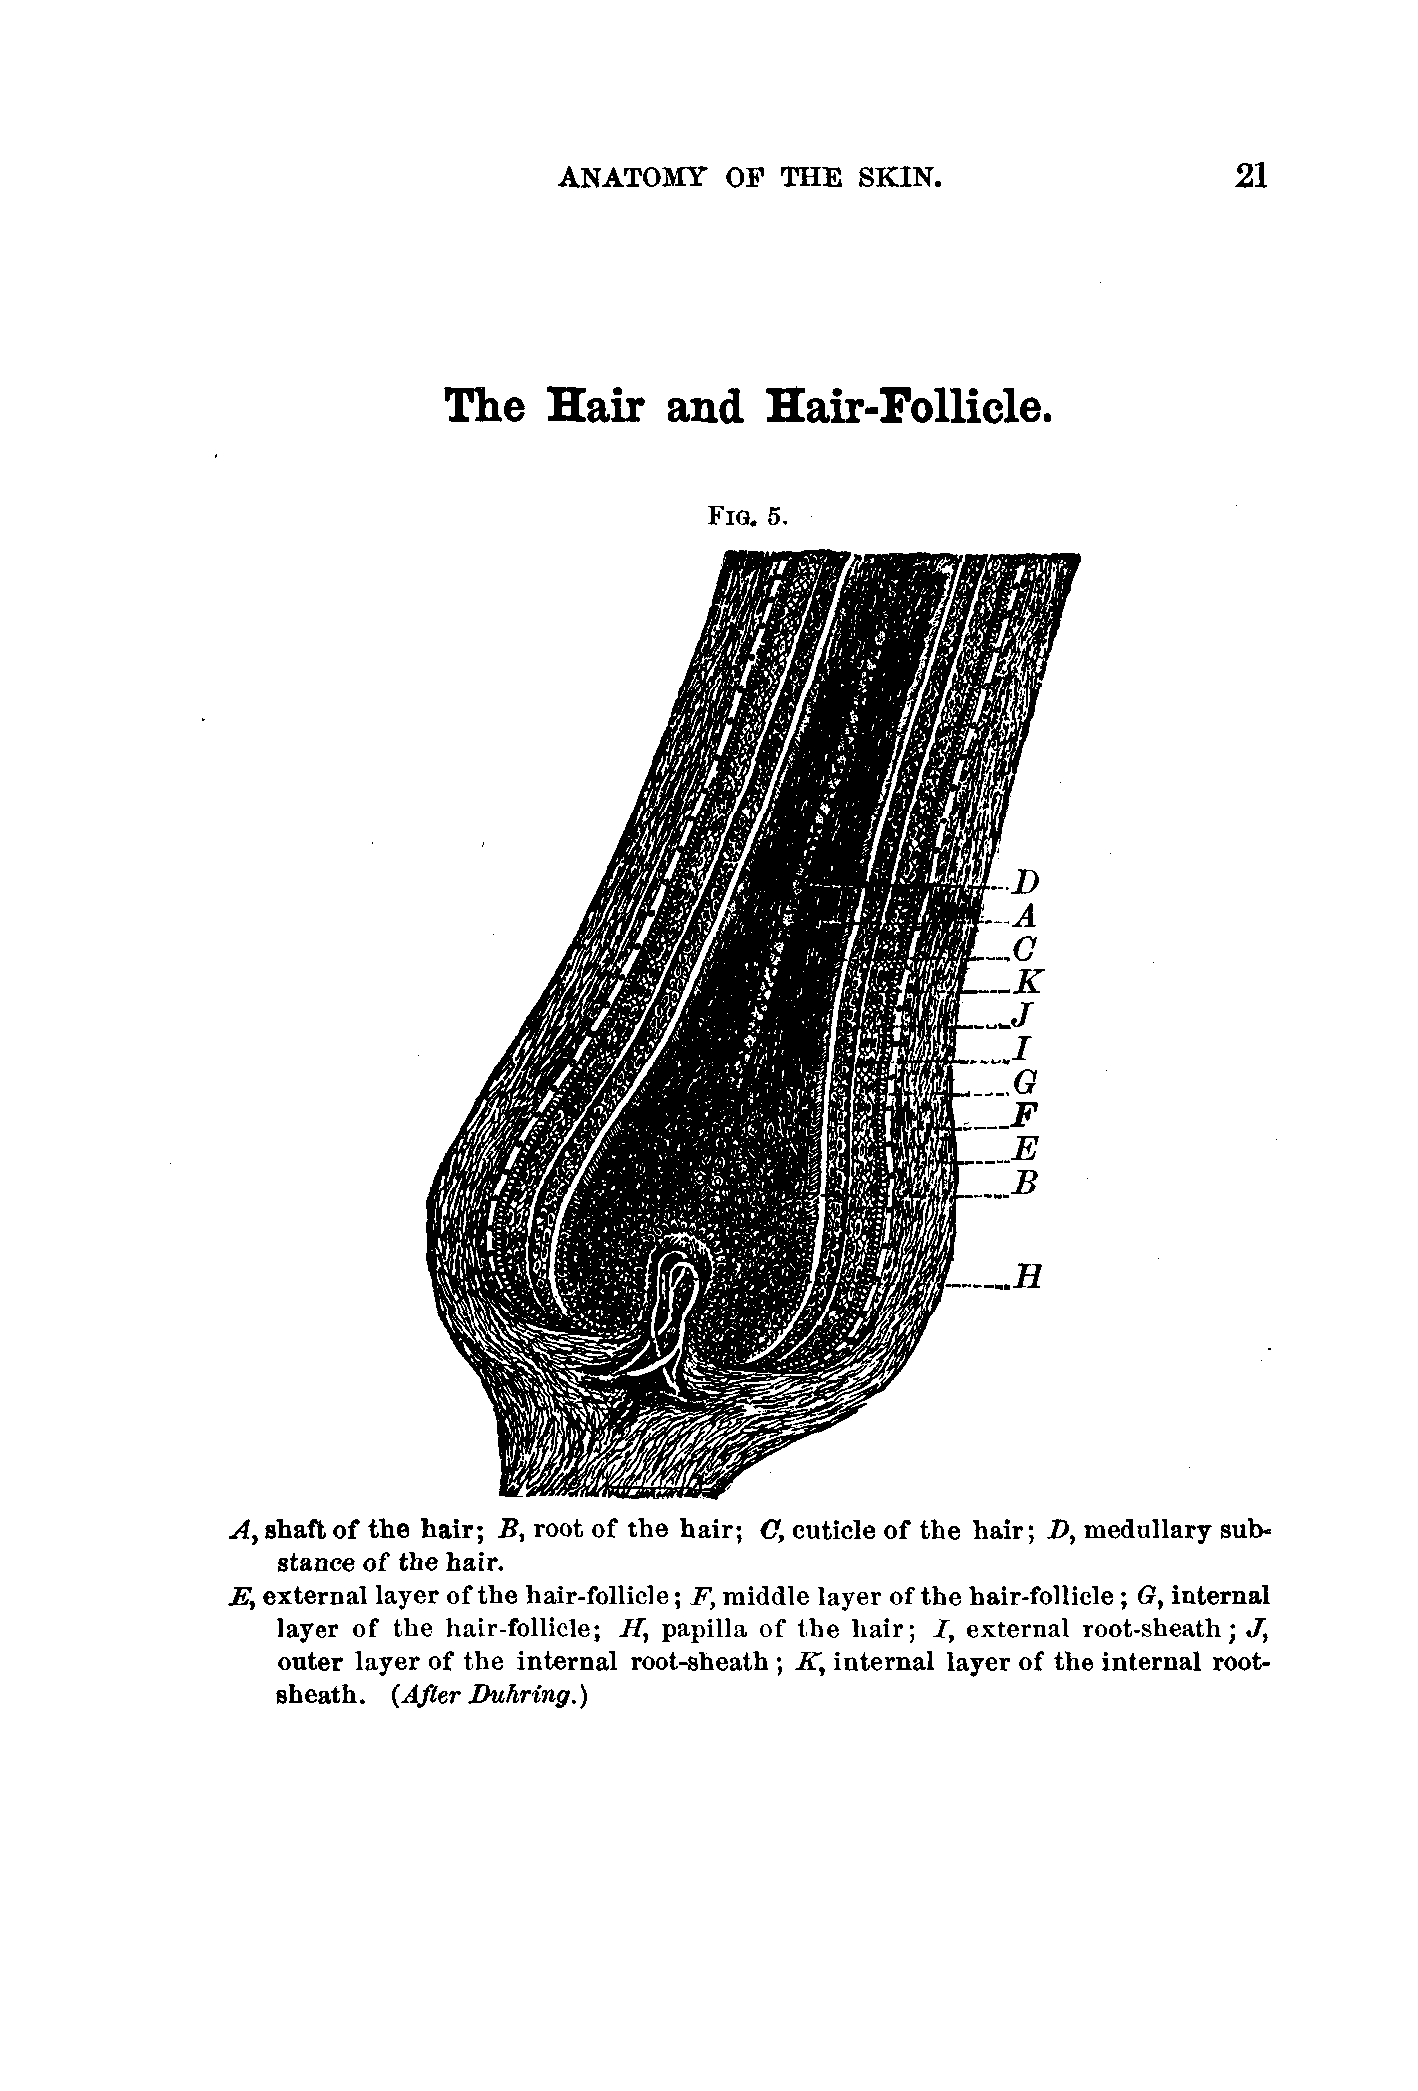 ANATOMY OF THE SKIN. 21
The Hair and Hair-Follicle.
FIG. 5.
D
A
C
K
J
I
G
F
E
B
H
A, shaft of the hair; B, root of the hair; C, cuticle of the hair; D, medullary sub-
stance of the hair.
E, external layer of the hair-follicle; F, middle layer of the hair-follicle; G, internal
layer of the hair-follicle; H, papilla of the hair; I, external root-sheath; J,
outer layer of the internal root-sheath; K, internal layer of the internal root-
sheath. (After Duhring.)